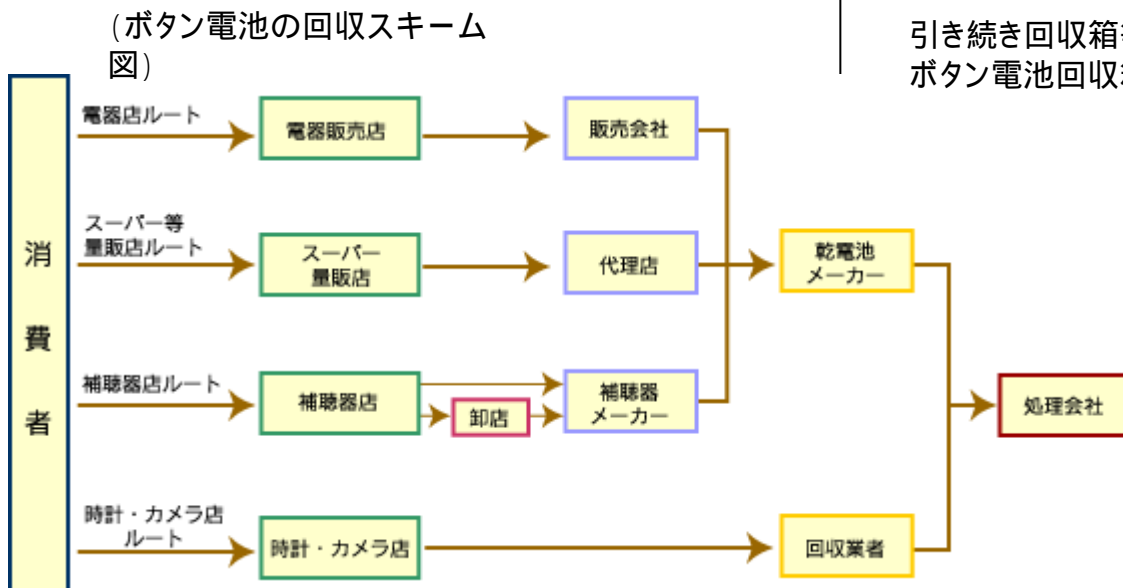 (ボタン電池の回収スキーム
図)
引き続き回収箱
ボタン電池回収
消費者
電器店ルート
電器販売店
販売会社
スーパー等
量販店ルート
スーパー
量販店
代理店
乾電池
メーカー
補聴器店ルート
補聴器店
卸店
補聴器
メーカー
処理会社
時計・カメラ店
ルート
時計・カメラ店
回収業者